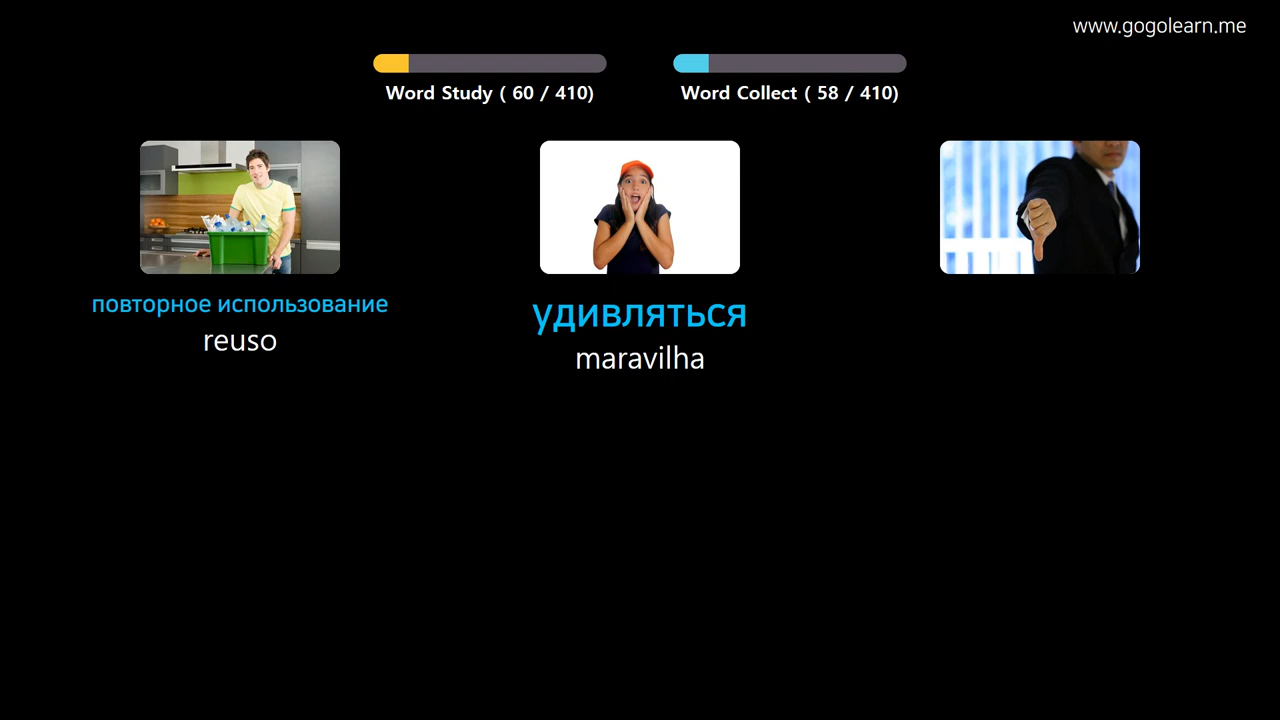 www.gogolearn.me
Word Study ( 60 / 410)
Word Collect ( 58 / 410)
повторное использование
reuso
удивляться
maravilha